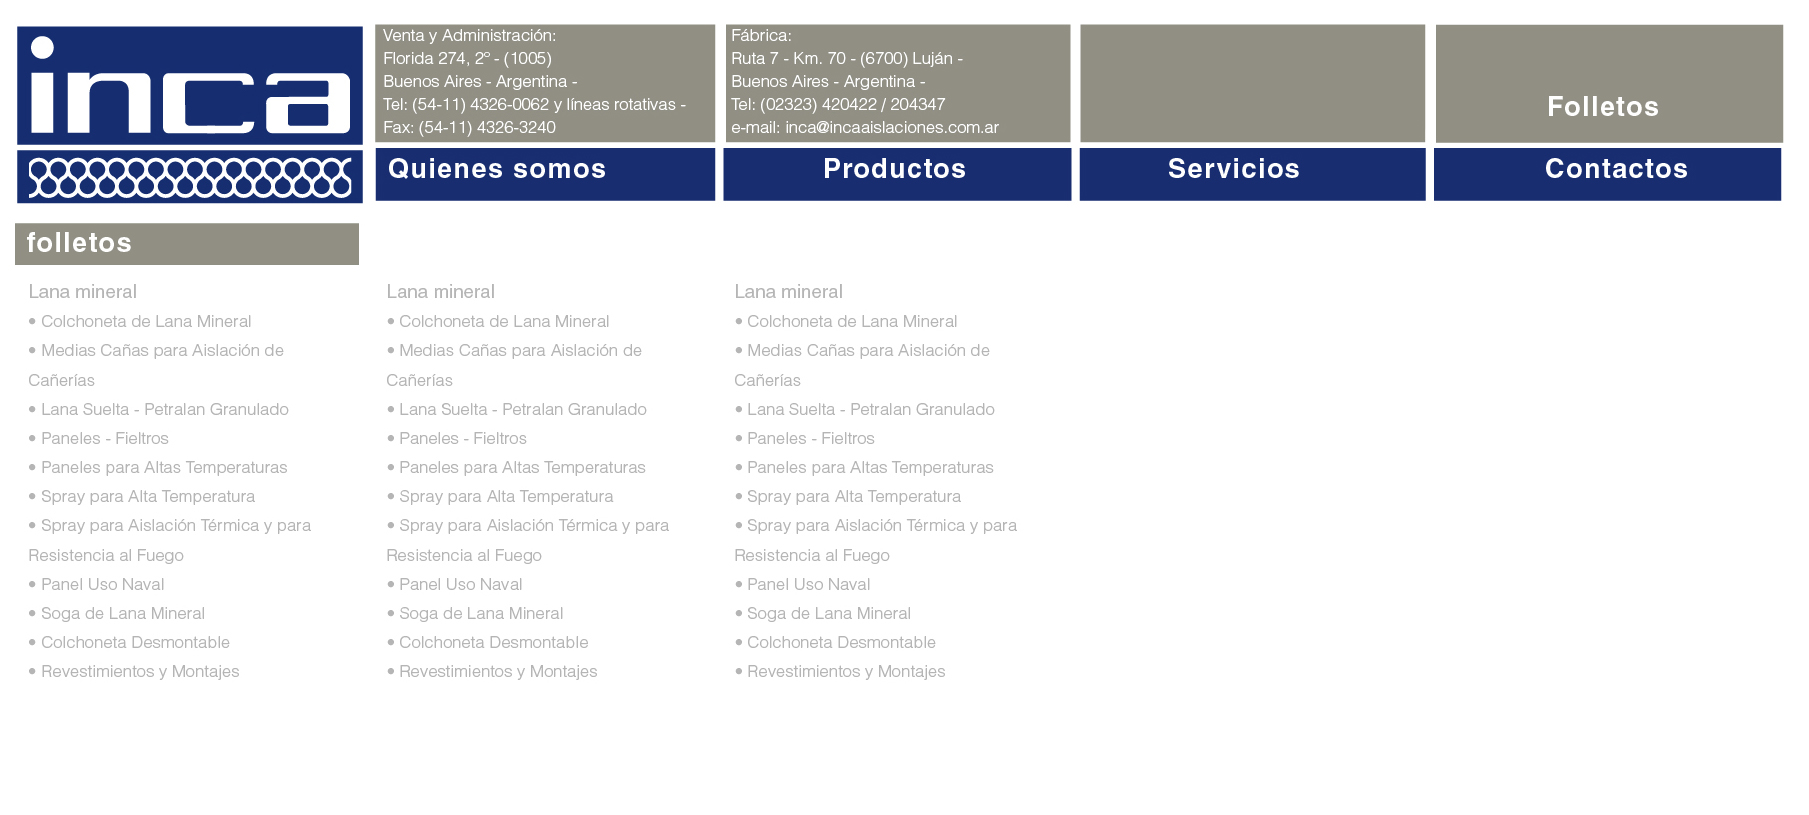 inca
Venta y Administración:
Florida 274, 2º - (1005)
Buenos Aires - Argentina -
Tel: (54-11) 4326-0062 y líneas rotativas -
Fax: (54-11) 4326-3240
Fábrica:
Ruta 7 - Km. 70 - (6700) Luján -
Buenos Aires - Argentina -
Tel: (02323) 420422 / 204347
e-mail: inca@incaaislaciones.com.ar
Folletos
Quienes somos
Productos
Servicios
Contactos
folletos
Lana mineral
• Colchoneta de Lana Mineral
• Medias Cañas para Aislación de
Cañerías
• Lana Suelta - Petralan Granulado
• Paneles - Fieltros
• Paneles para Altas Temperaturas
• Spray para Alta Temperatura
• Spray para Aislación Térmica y para
Resistencia al Fuego
• Panel Uso Naval
• Soga de Lana Mineral
• Colchoneta Desmontable
• Revestimientos y Montajes
Lana mineral
• Colchoneta de Lana Mineral
• Medias Cañas para Aislación de
Cañerías
• Lana Suelta - Petralan Granulado
• Paneles - Fieltros
• Paneles para Altas Temperaturas
• Spray para Alta Temperatura
• Spray para Aislación Térmica y para
Resistencia al Fuego
• Panel Uso Naval
• Soga de Lana Mineral
• Colchoneta Desmontable
• Revestimientos y Montajes
Lana mineral
• Colchoneta de Lana Mineral
• Medias Cañas para Aislación de
Cañerías
• Lana Suelta - Petralan Granulado
• Paneles - Fieltros
• Paneles para Altas Temperaturas
• Spray para Alta Temperatura
• Spray para Aislación Térmica y para
Resistencia al Fuego
• Panel Uso Naval
• Soga de Lana Mineral
• Colchoneta Desmontable
• Revestimientos y Montajes